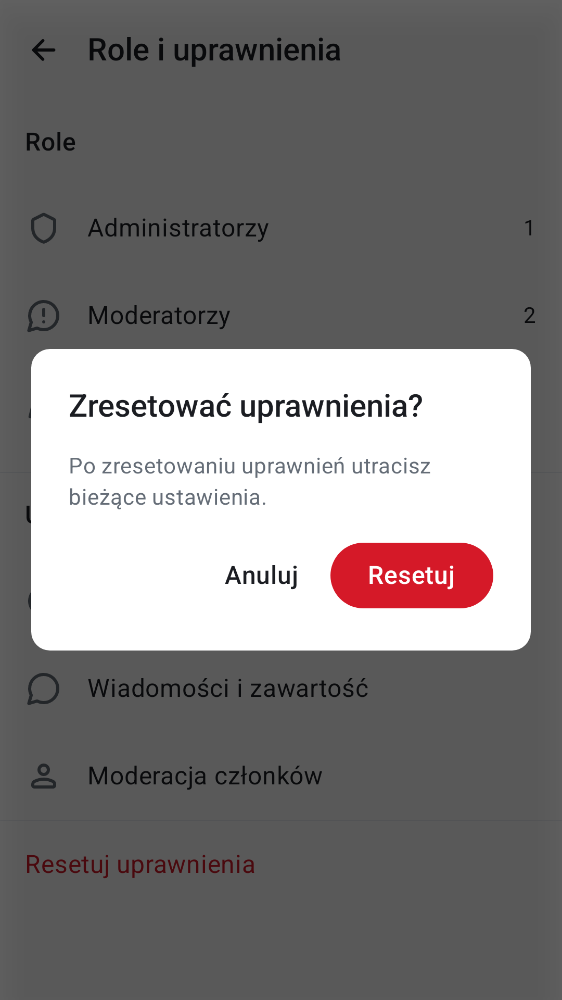 Role i uprawnienia
Role
Administratorzy 1
Moderatorzy 2
Zresetować uprawnienia?
Po zresetowaniu uprawnień utracisz
bieżące ustawienia.
Anuluj Resetuj
Wiadomości i zawartość
Moderacja członków
Resetuj uprawnienia